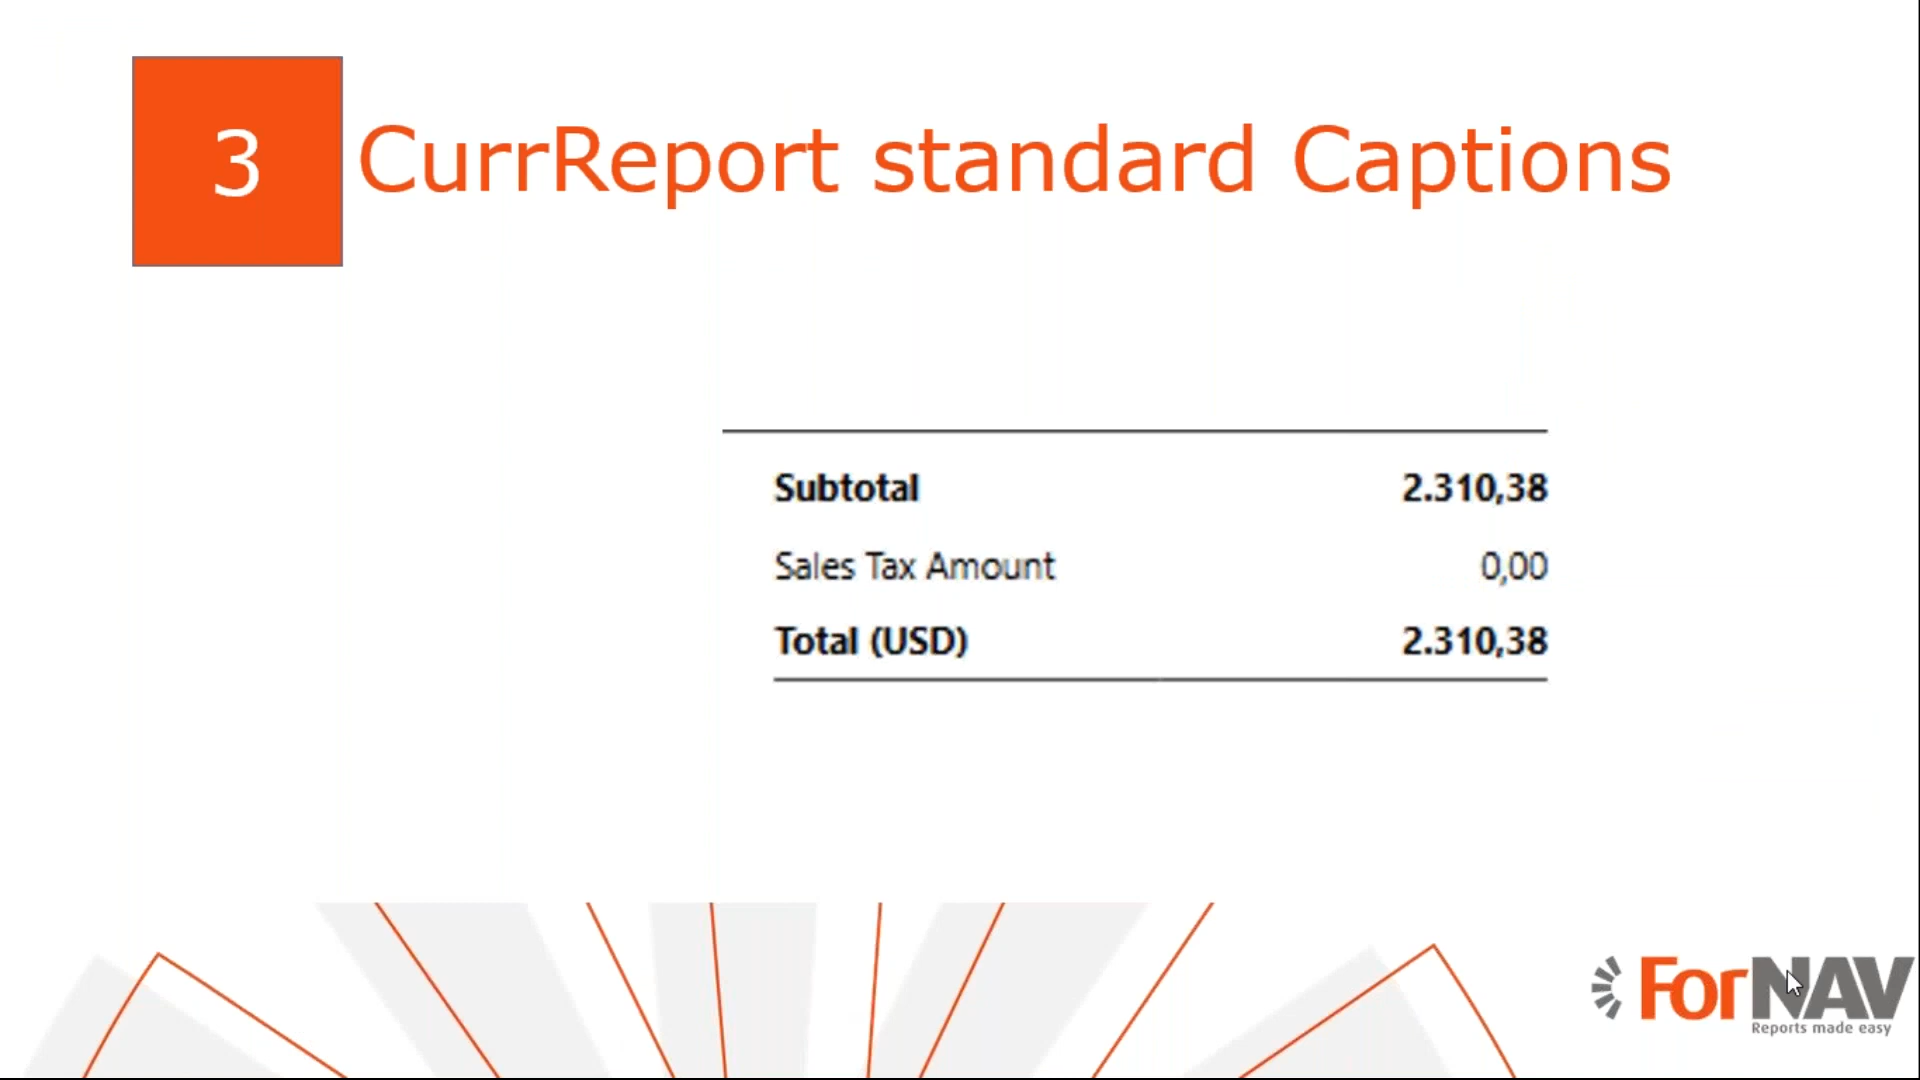 3
CurrReport standard Captions
Subtotal 2.310,38
Sales Tax Amount 0,00
Total (USD) 2.310,38
ForNAV
Reports made easy